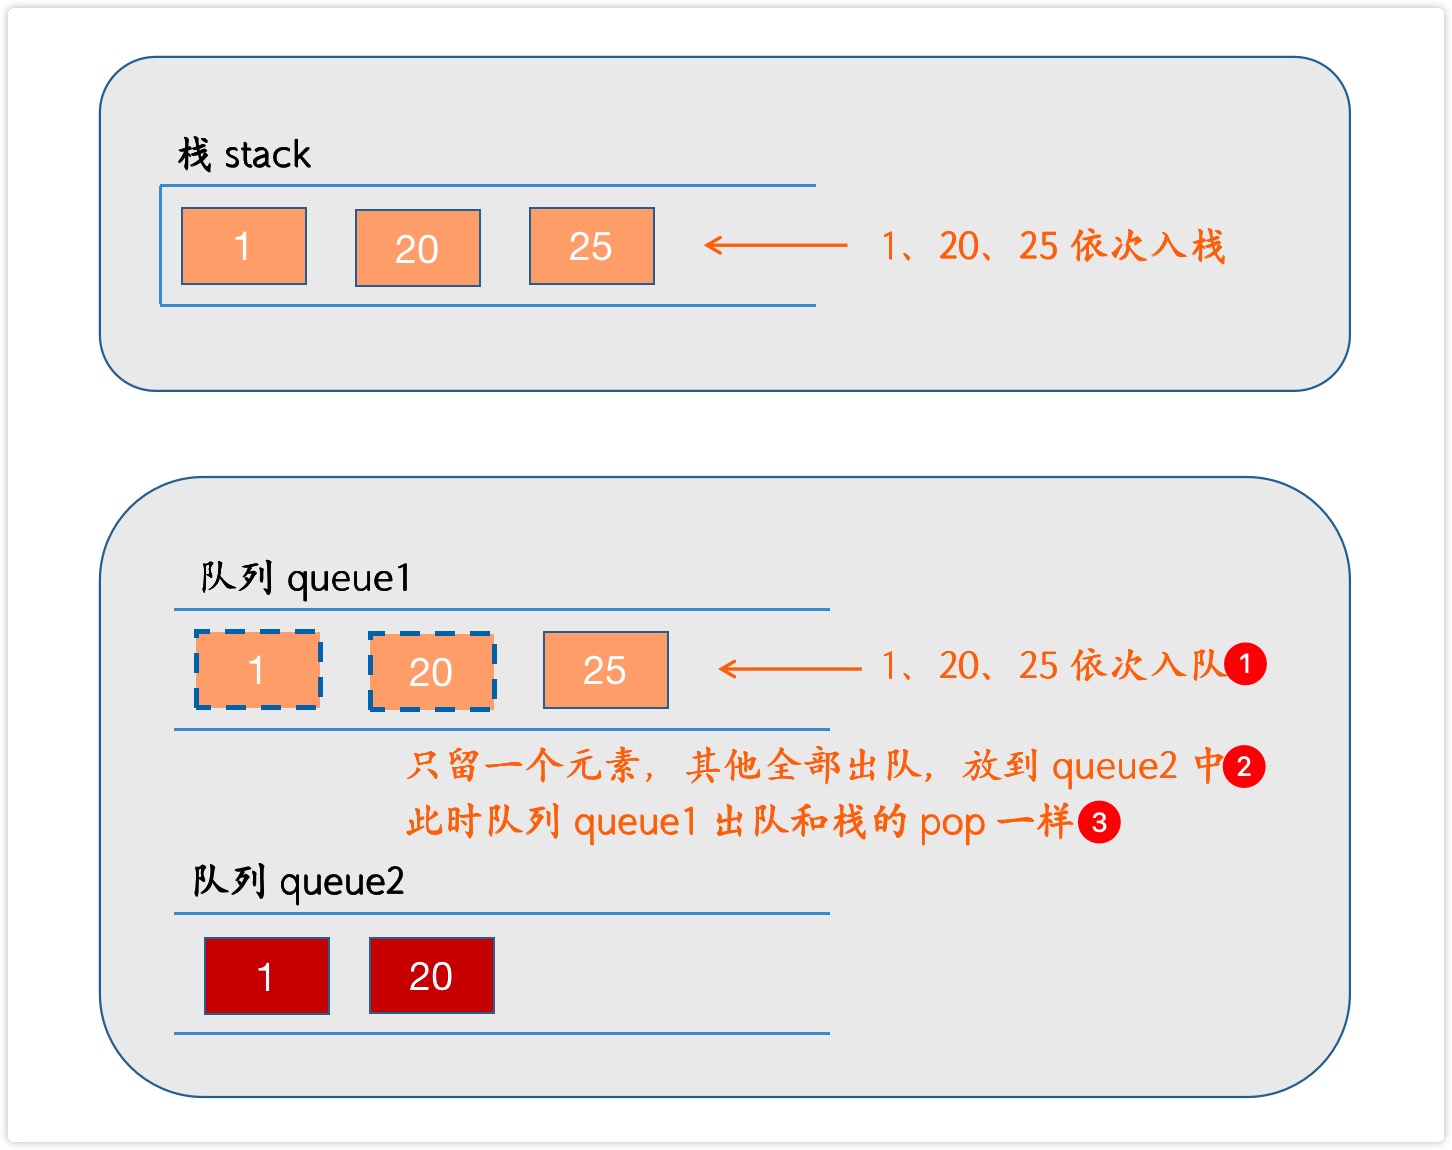 栈 stack
1 20 25 1、20、25 依次入栈
队列 queue1
1 20 25 1、20、25 依次入队 1
只留一个元素，其他全部出队，放到 queue2 中 2
此时队列 queue1 出队和栈的 pop 一样 3
队列 queue2
1 20